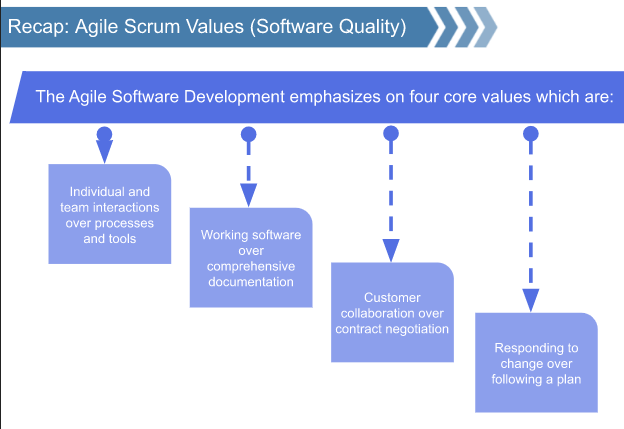 Recap: Agile Scrum Values (Software Quality)
The Agile Software Development emphasizes on four core values which are:
Individual and
team interactions
over processes
and tools
Working software
over
comprehensive
documentation
Customer
collaboration over
contract negotiation
Responding to
change over
following a plan